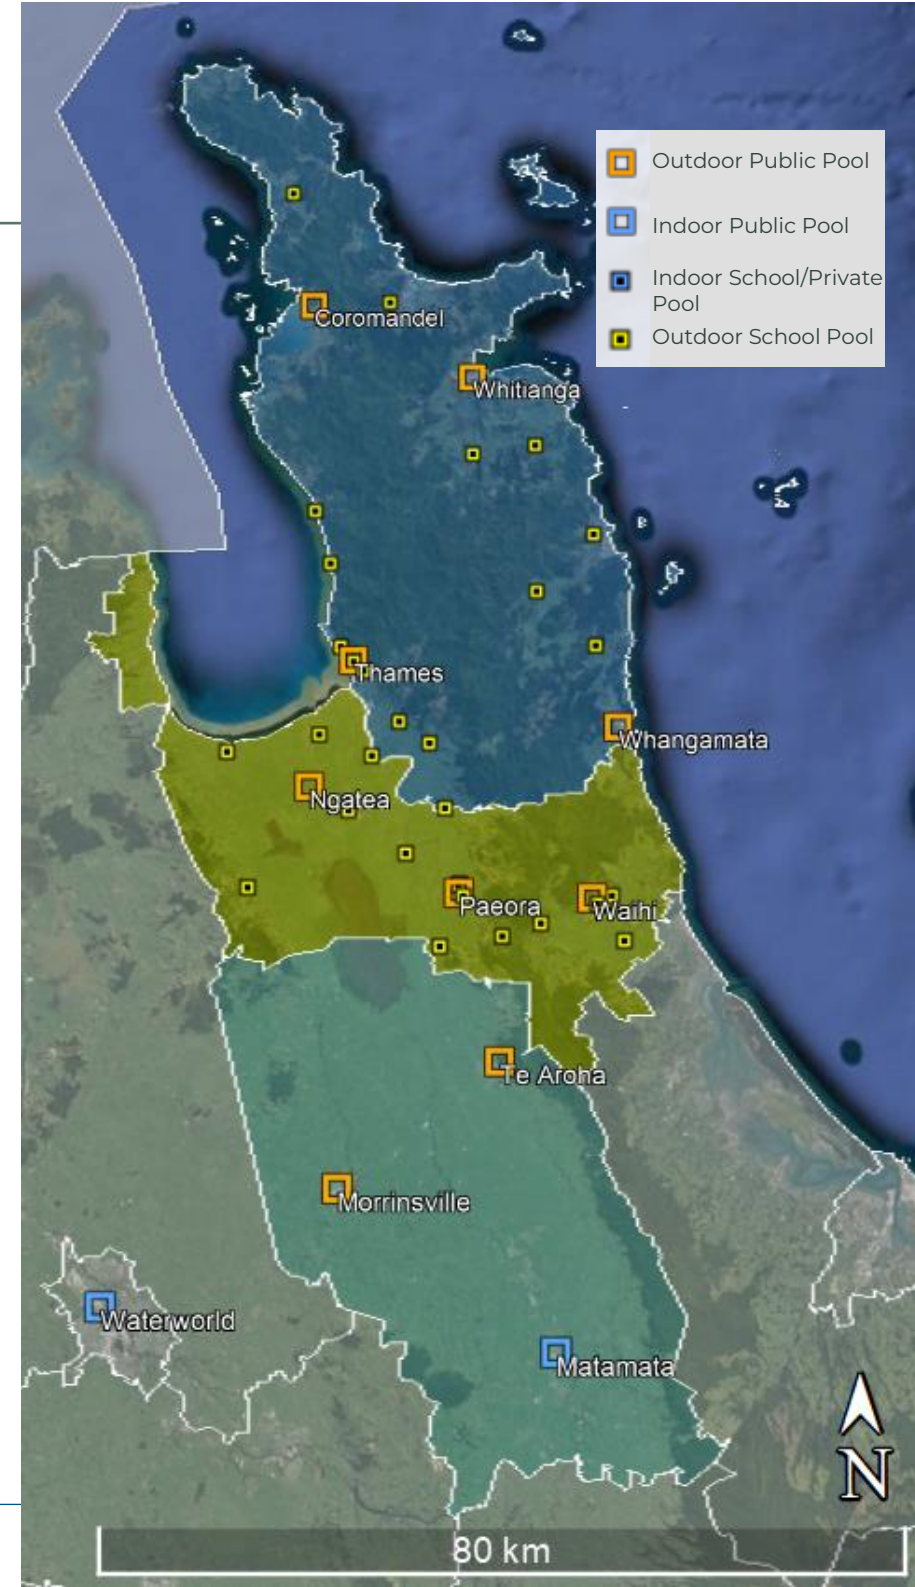 Outdoor Public Pool
Indoor Public Pool
Indoor School/Private
Pool
Outdoor School Pool
Coromandel
Whitianga
Thames
Whangamata
Ngatea
Paeora
Waihi
Te Aroha
Morrinsville
Waterworld
Matamata
N
80 km